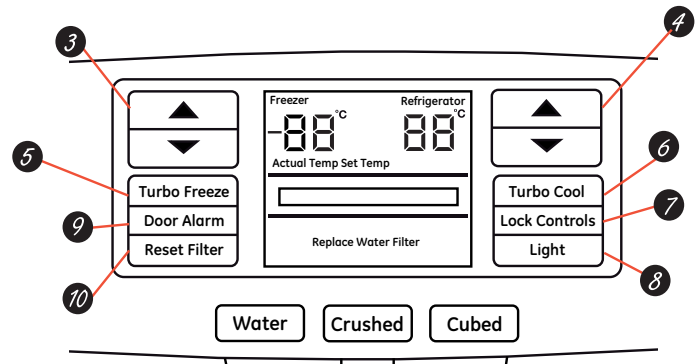 3
4
Freezer Refrigerator
-88 °C 88 °C
Actual Temp Set Temp
5
6
Turbo Freeze
Turbo Cool
9
7
Door Alarm
Lock Controls
Reset Filter
Replace Water Filter
Light
10
8
Water Crushed Cubed